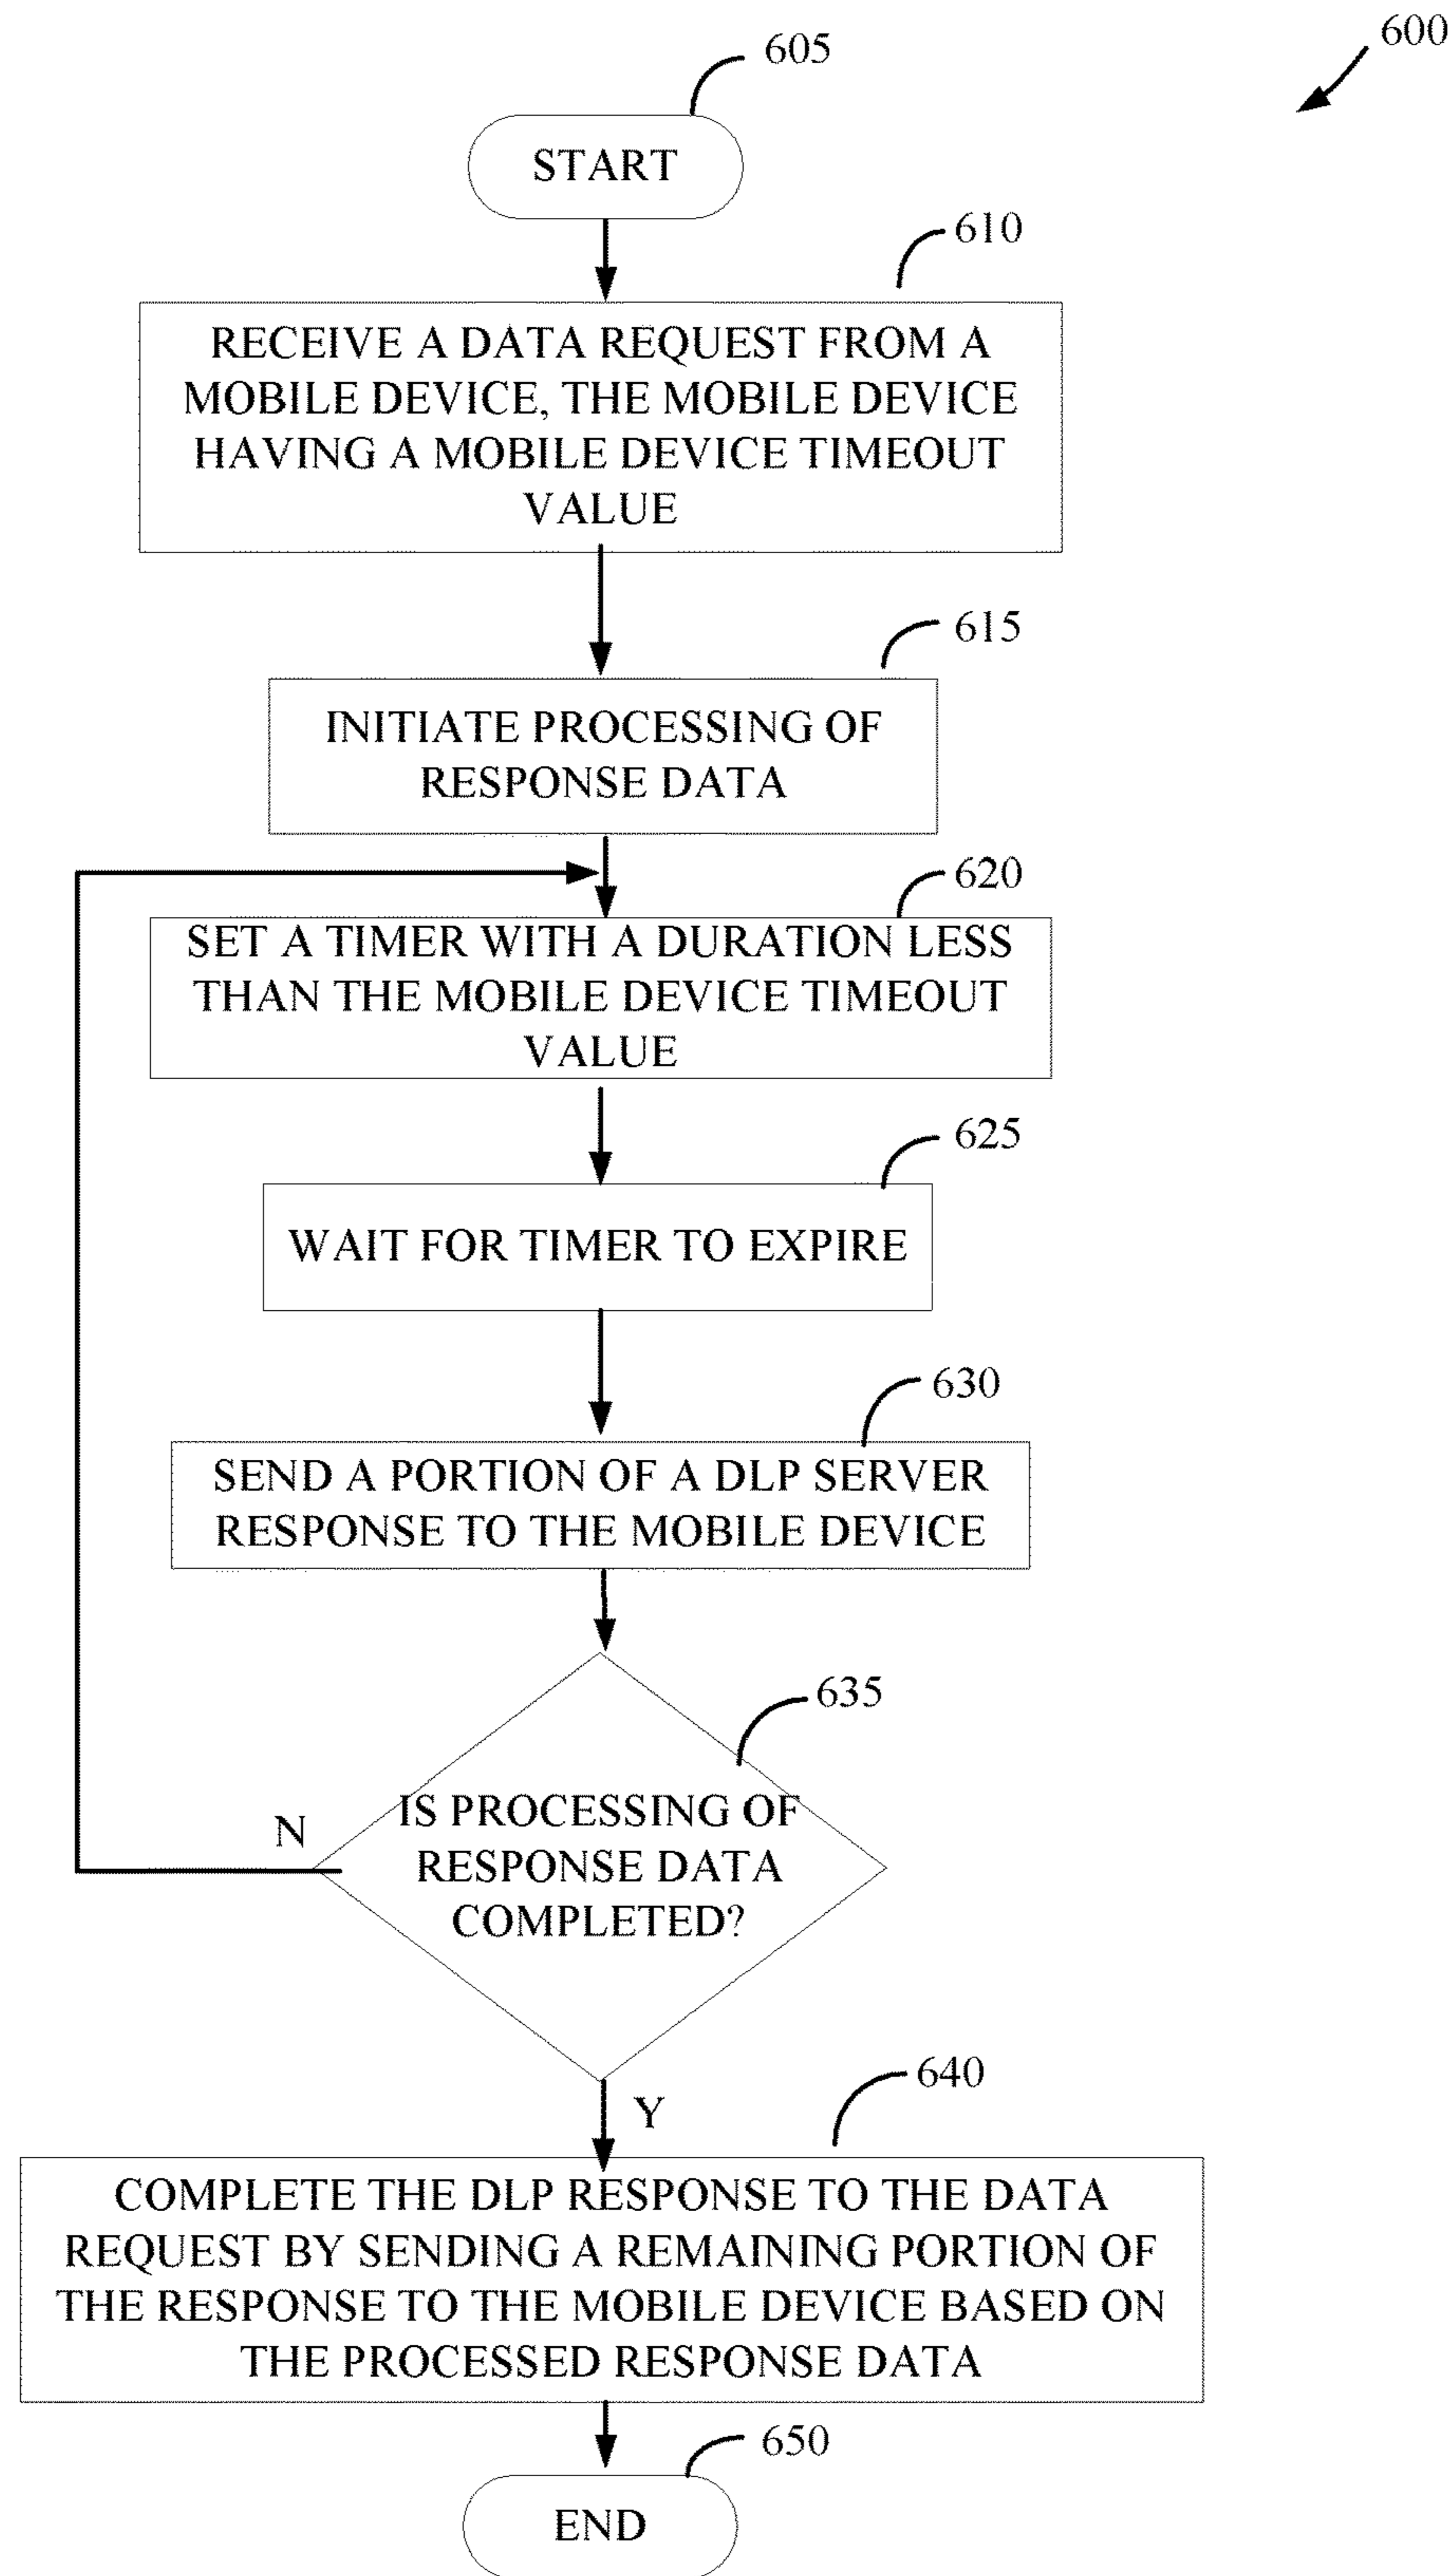 600
605
START
610
RECEIVE A DATA REQUEST FROM A
MOBILE DEVICE, THE MOBILE DEVICE
HAVING A MOBILE DEVICE TIMEOUT
VALUE
615
INITIATE PROCESSING OF
RESPONSE DATA
620
SET A TIMER WITH A DURATION LESS
THAN THE MOBILE DEVICE TIMEOUT
VALUE
625
WAIT FOR TIMER TO EXPIRE
630
SEND A PORTION OF A DLP SERVER
RESPONSE TO THE MOBILE DEVICE
635
IS PROCESSING OF
RESPONSE DATA
COMPLETED?
N
Y
640
COMPLETE THE DLP RESPONSE TO THE DATA
REQUEST BY SENDING A REMAINING PORTION OF
THE RESPONSE TO THE MOBILE DEVICE BASED ON
THE PROCESSED RESPONSE DATA
650
END